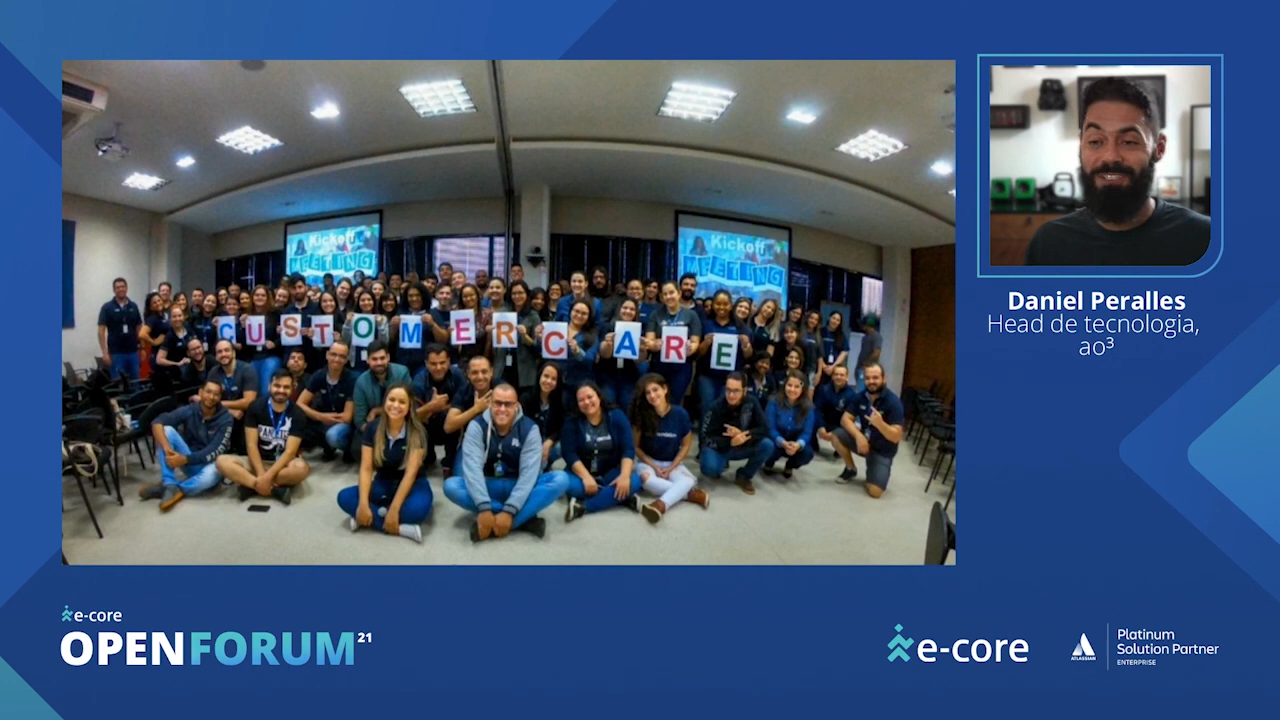 Kickoff
MEETING
Kickoff
MEETING
CUSTOMER CARE
Daniel Peralles
Head de tecnologia,
ao³
e-core
OPENFORUM²¹
e-core
ATLASSIAN
Platinum
Solution Partner
ENTERPRISE